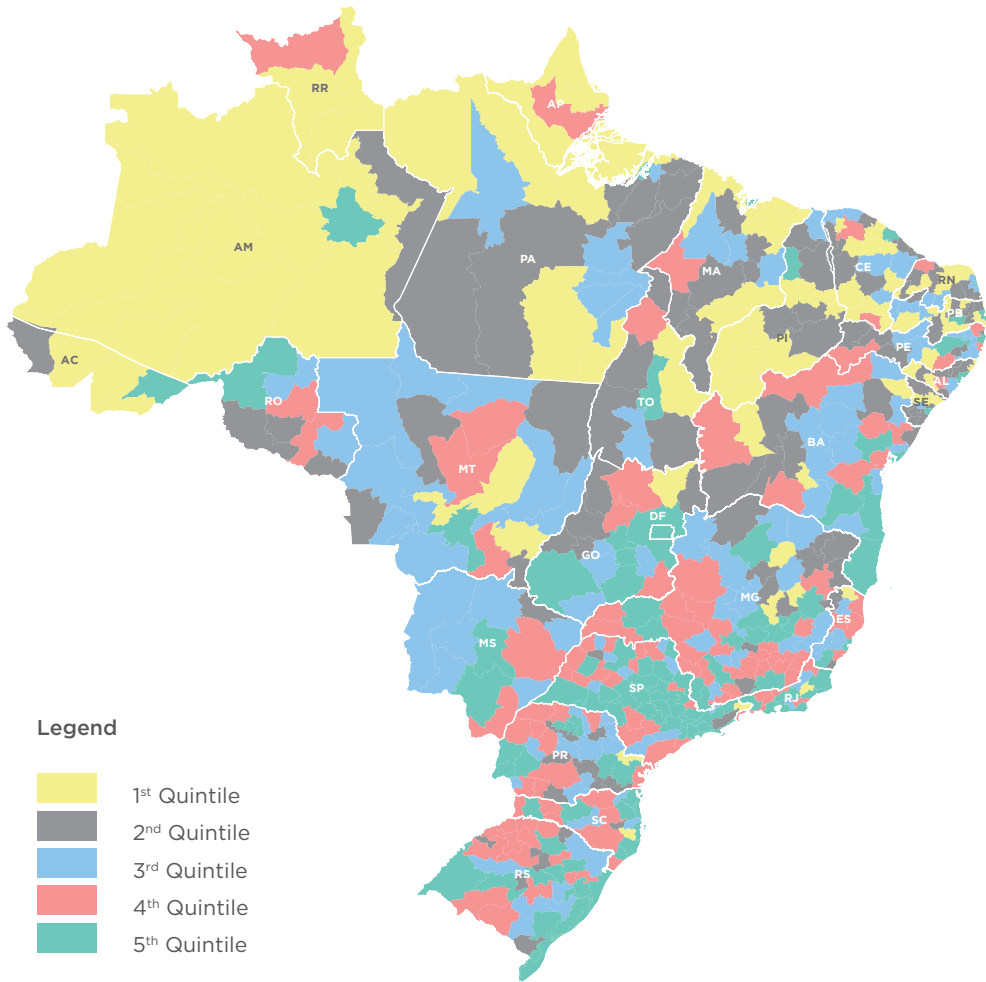 RR
AP
AM
PA
MA
CE
RN
PB
PI
PE
AC
AL
SE
RO
TO
BA
MT
DF
GO
MG
ES
MS
SP
RJ
PR
SC
RS
Legend
1st Quintile
2nd Quintile
3rd Quintile
4th Quintile
5th Quintile